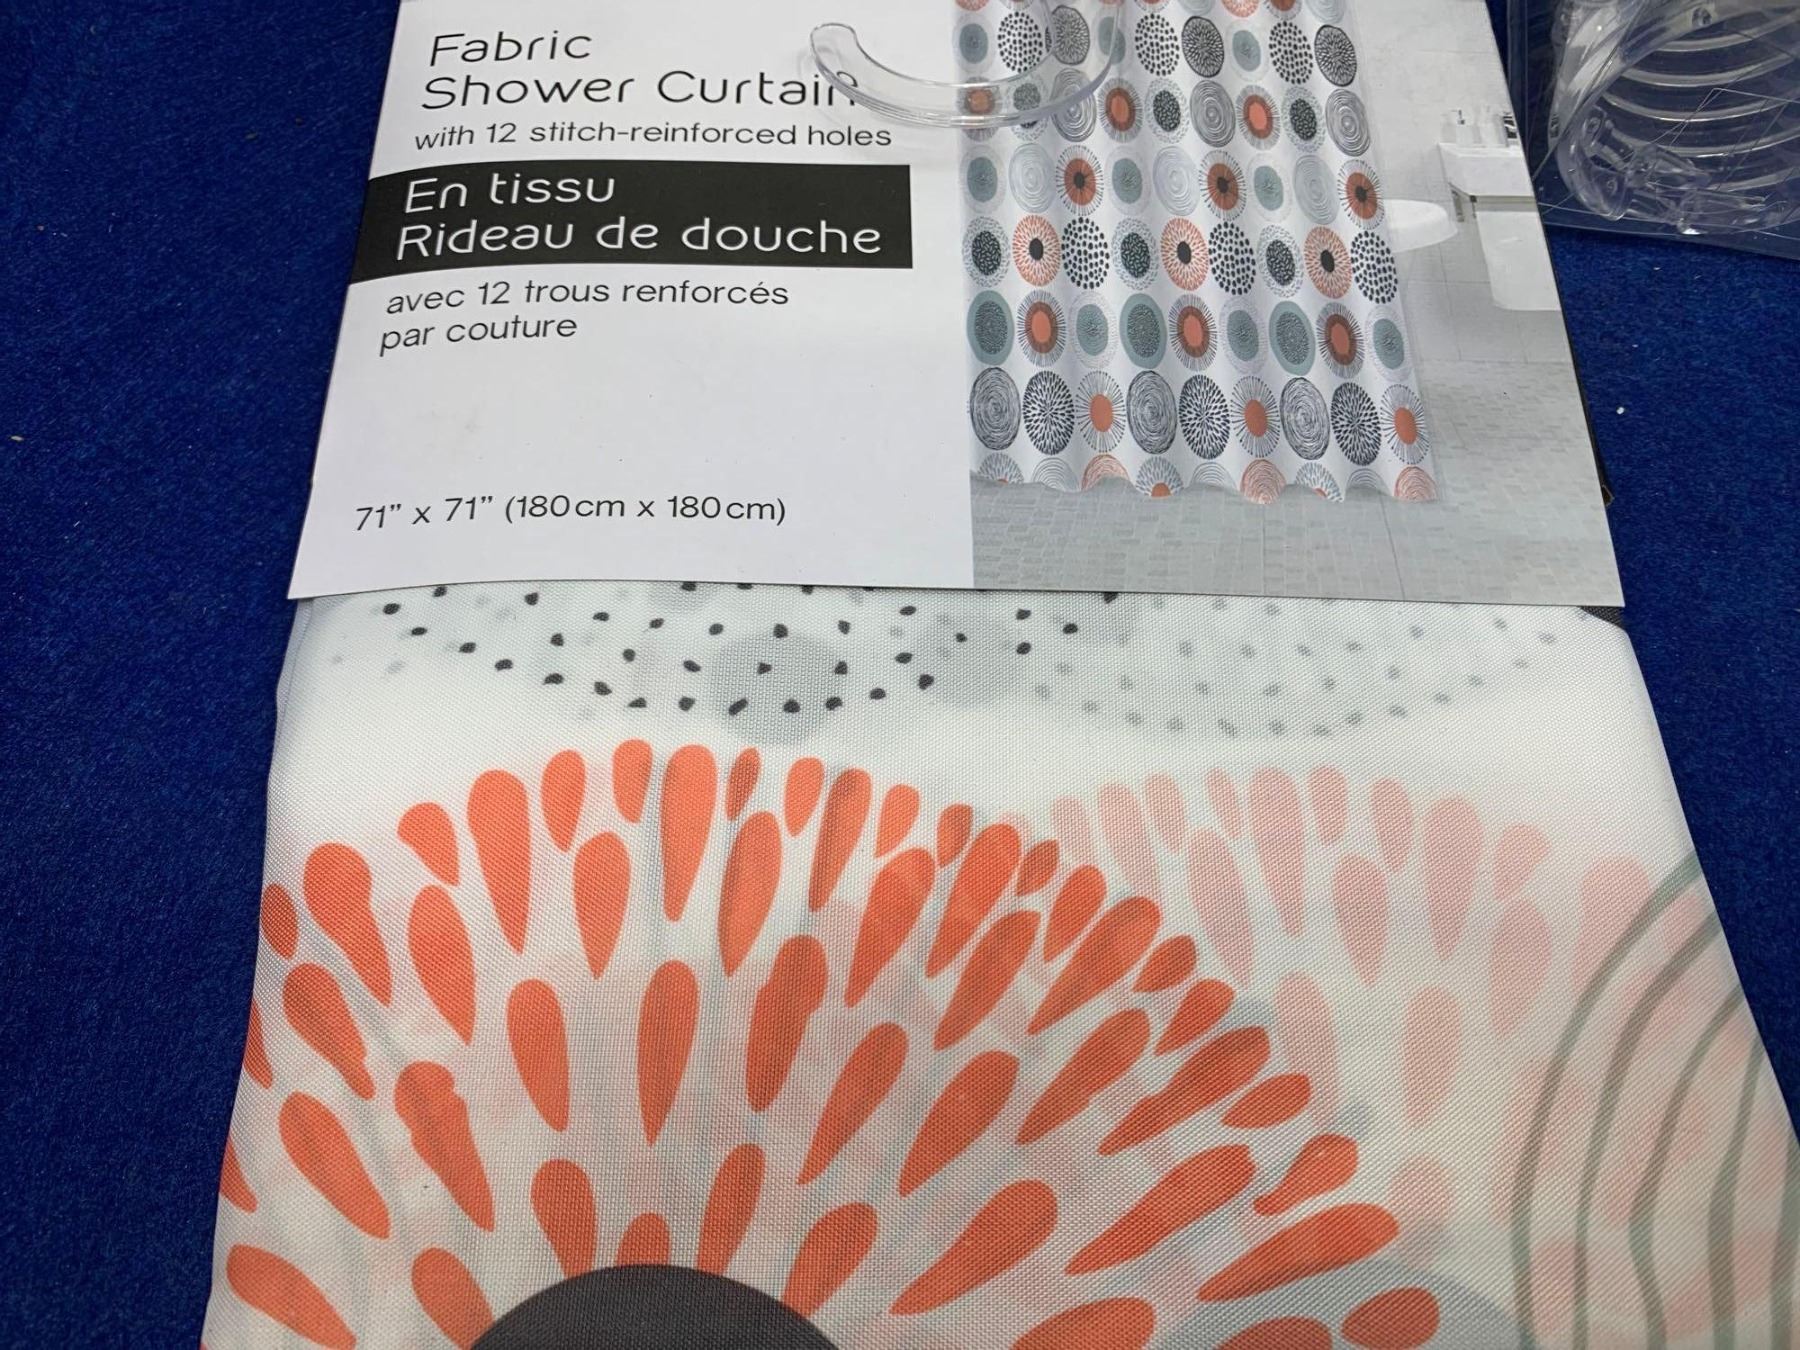 Fabric
Shower Curtain
with 12 stitch-reinforced holes
En tissu
Rideau de douche
avec 12 trous renforcés
par couture
71” x 71” (180 cm x 180 cm)